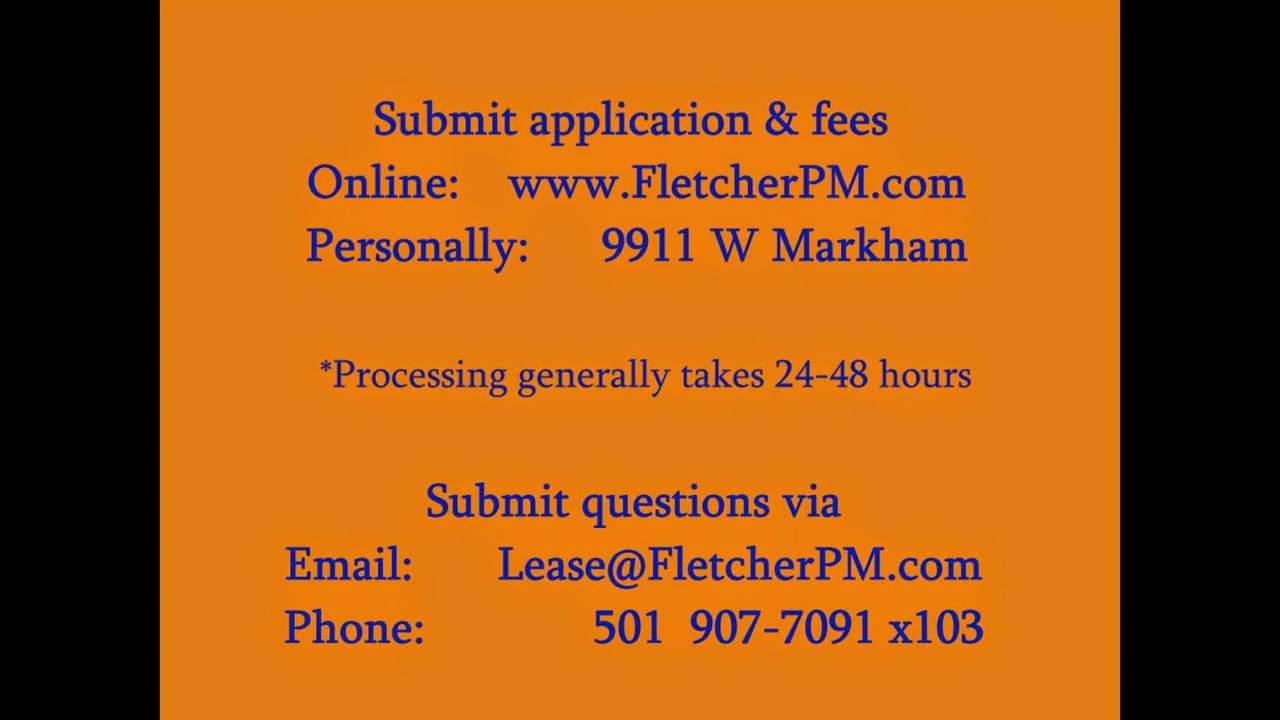 Submit application & fees
Online: www.FletcherPM.com
Personally: 9911 W Markham
*Processing generally takes 24-48 hours
Submit questions via
Email: Lease@FletcherPM.com
Phone: 501 907-7091 x103